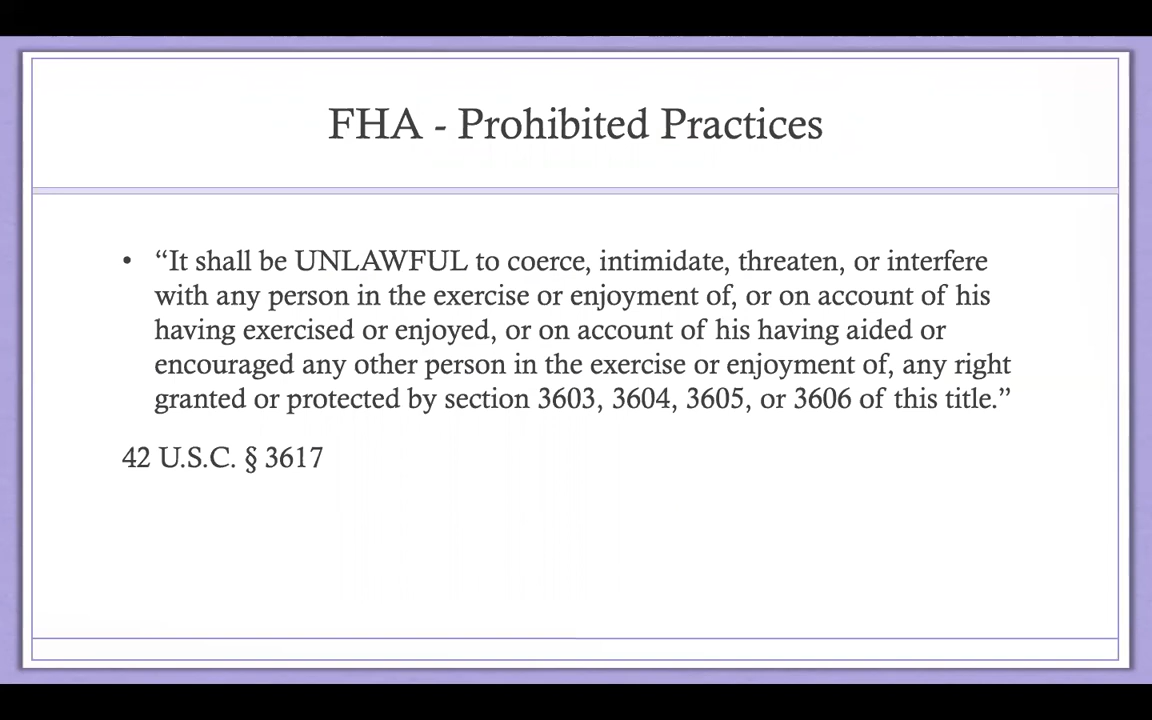 FHA - Prohibited Practices
• “It shall be UNLAWFUL to coerce, intimidate, threaten, or interfere
with any person in the exercise or enjoyment of, or on account of his
having exercised or enjoyed, or on account of his having aided or
encouraged any other person in the exercise or enjoyment of, any right
granted or protected by section 3603, 3604, 3605, or 3606 of this title.”
42 U.S.C. § 3617